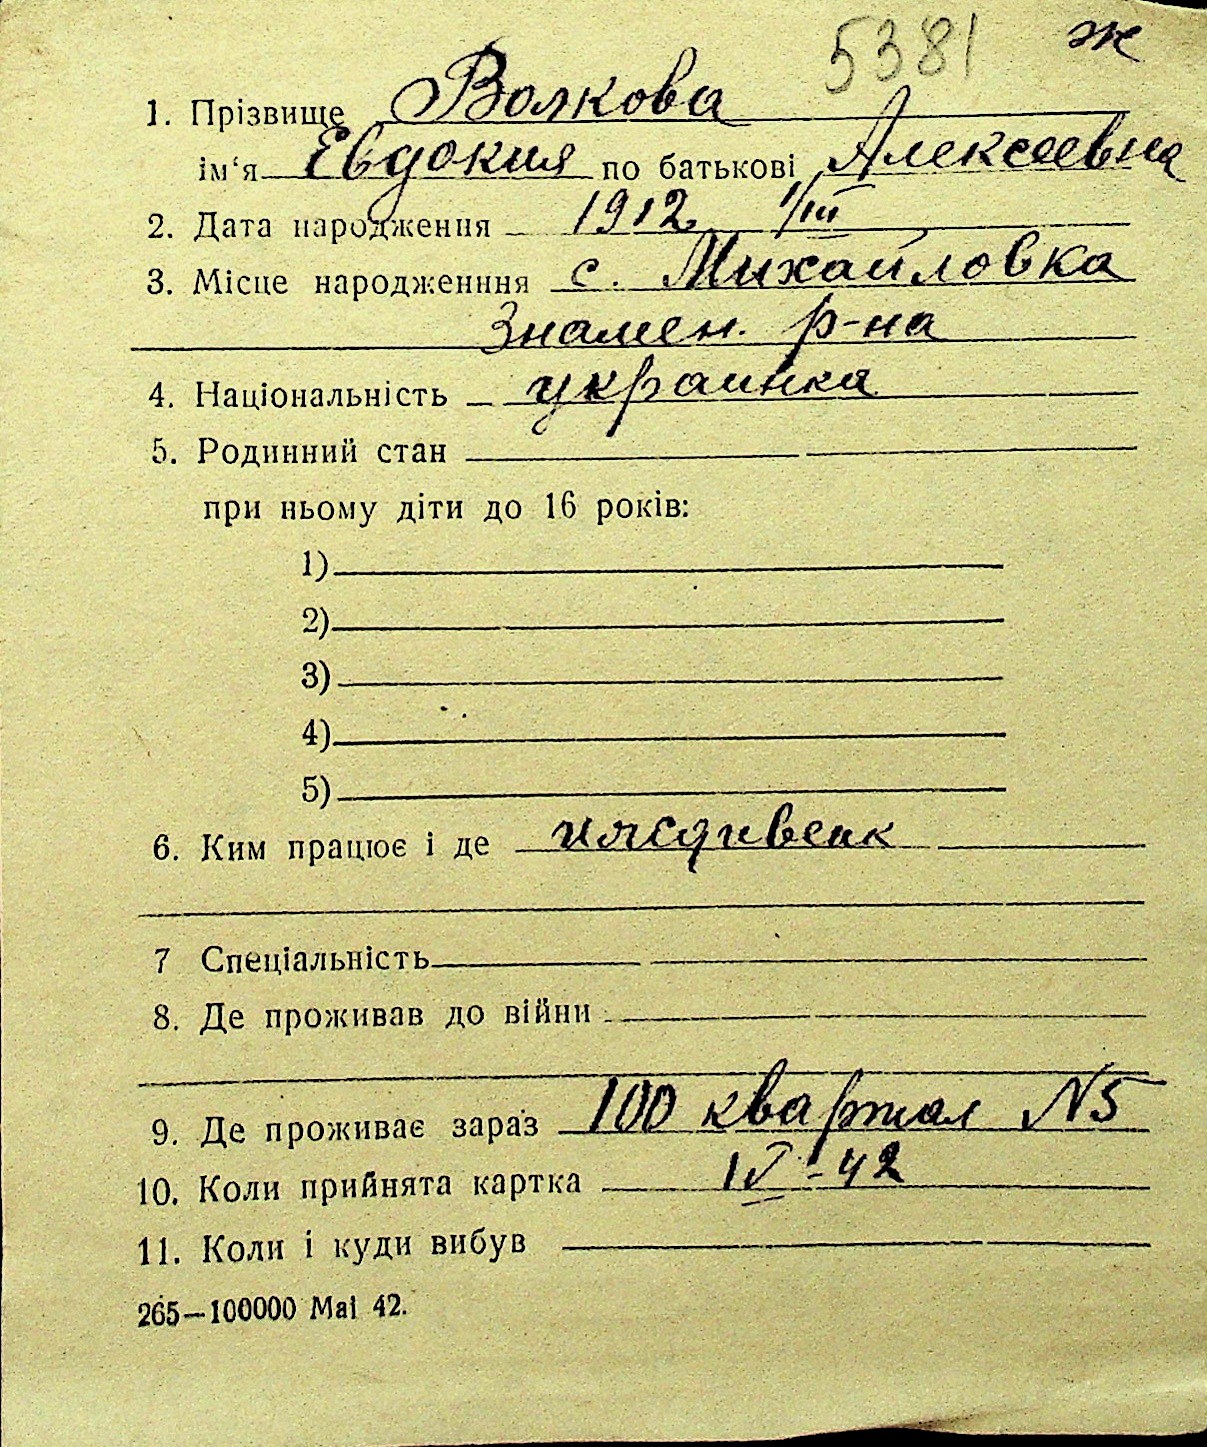 5381 ж
1. Прізвище Волкова
ім‘я Евдокия по батькові Алексеевна
2. Дата народження 1912 1/III
3. Місце народженння с. Михайловка
Знамен. р-на
4. Національність украинка
5. Родинний стан
при ньому діти до 16 років:
1)
2)
3)
4)
5)
6. Ким працює і де
7 Спеціальність
8. Де проживав до війни
9. Де проживає зараз 100 квартал N5
10. Коли прийнята картка IV-42
11. Коли і куди вибув
265—100000 Mai 42.